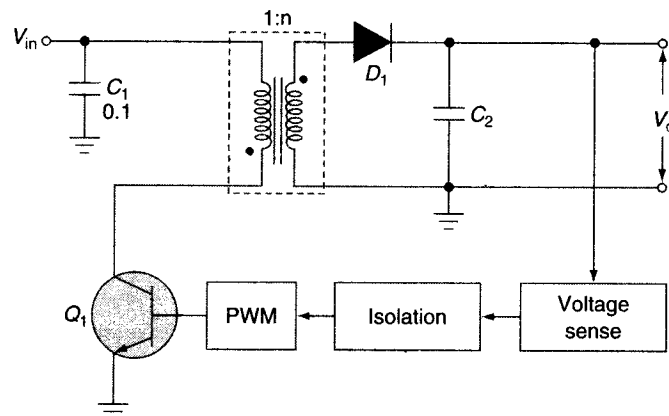 1:n
V_in
D_1
C_1
0.1
C_2
Q_1
PWM
Isolation
Voltage
sense